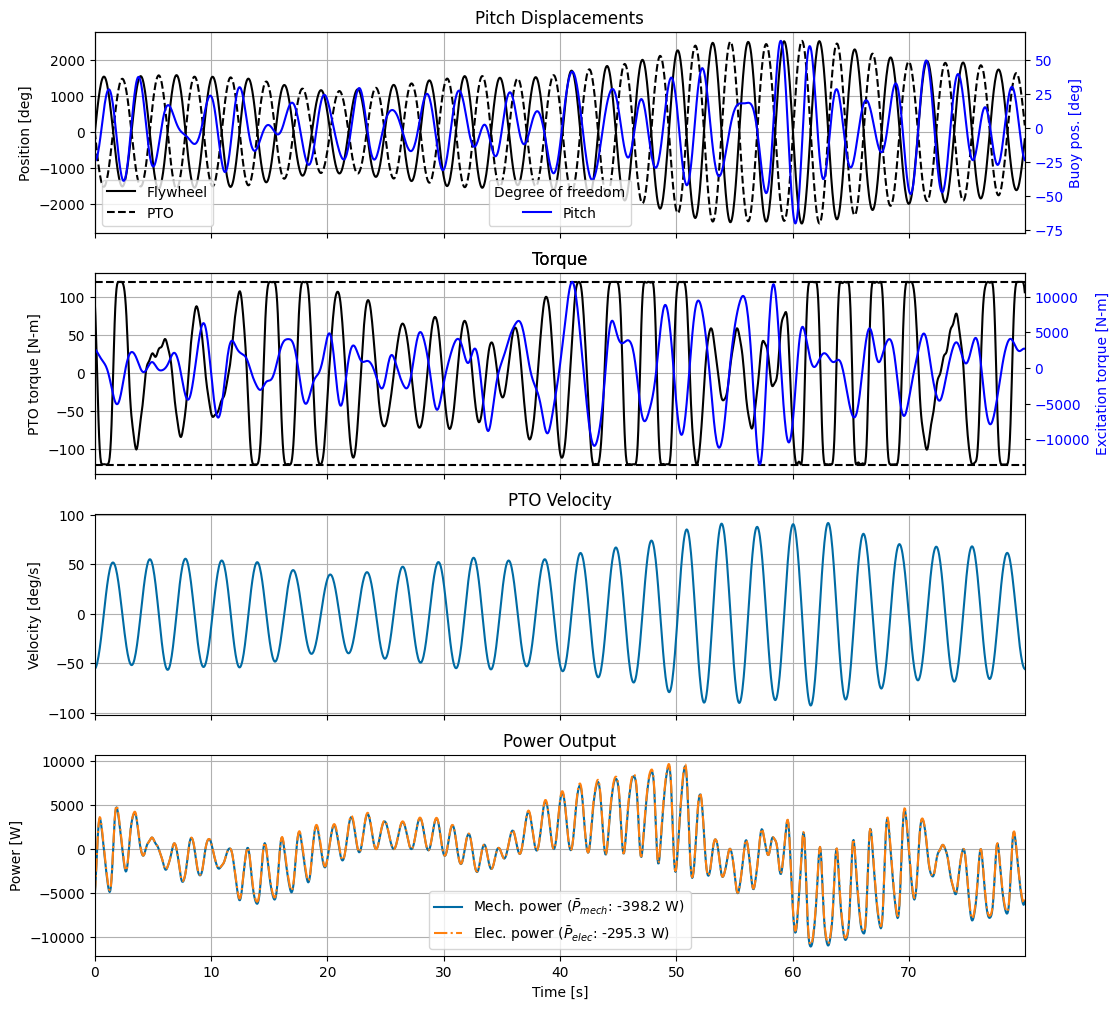 Pitch Displacements
2000
1000
0
−1000
−2000
Position [deg]
50
25
0
−25
−50
−75
Buoy pos. [deg]
Flywheel
PTO
Degree of freedom
Pitch
Torque
100
50
0
−50
−100
PTO torque [N-m]
10000
5000
0
−5000
−10000
Excitation torque [N-m]
PTO Velocity
100
50
0
−50
−100
Velocity [deg/s]
Power Output
10000
5000
0
−5000
−10000
Power [W]
Mech. power (P̄mech: -398.2 W)
Elec. power (P̄elec: -295.3 W)
0 10 20 30 40 50 60 70
Time [s]